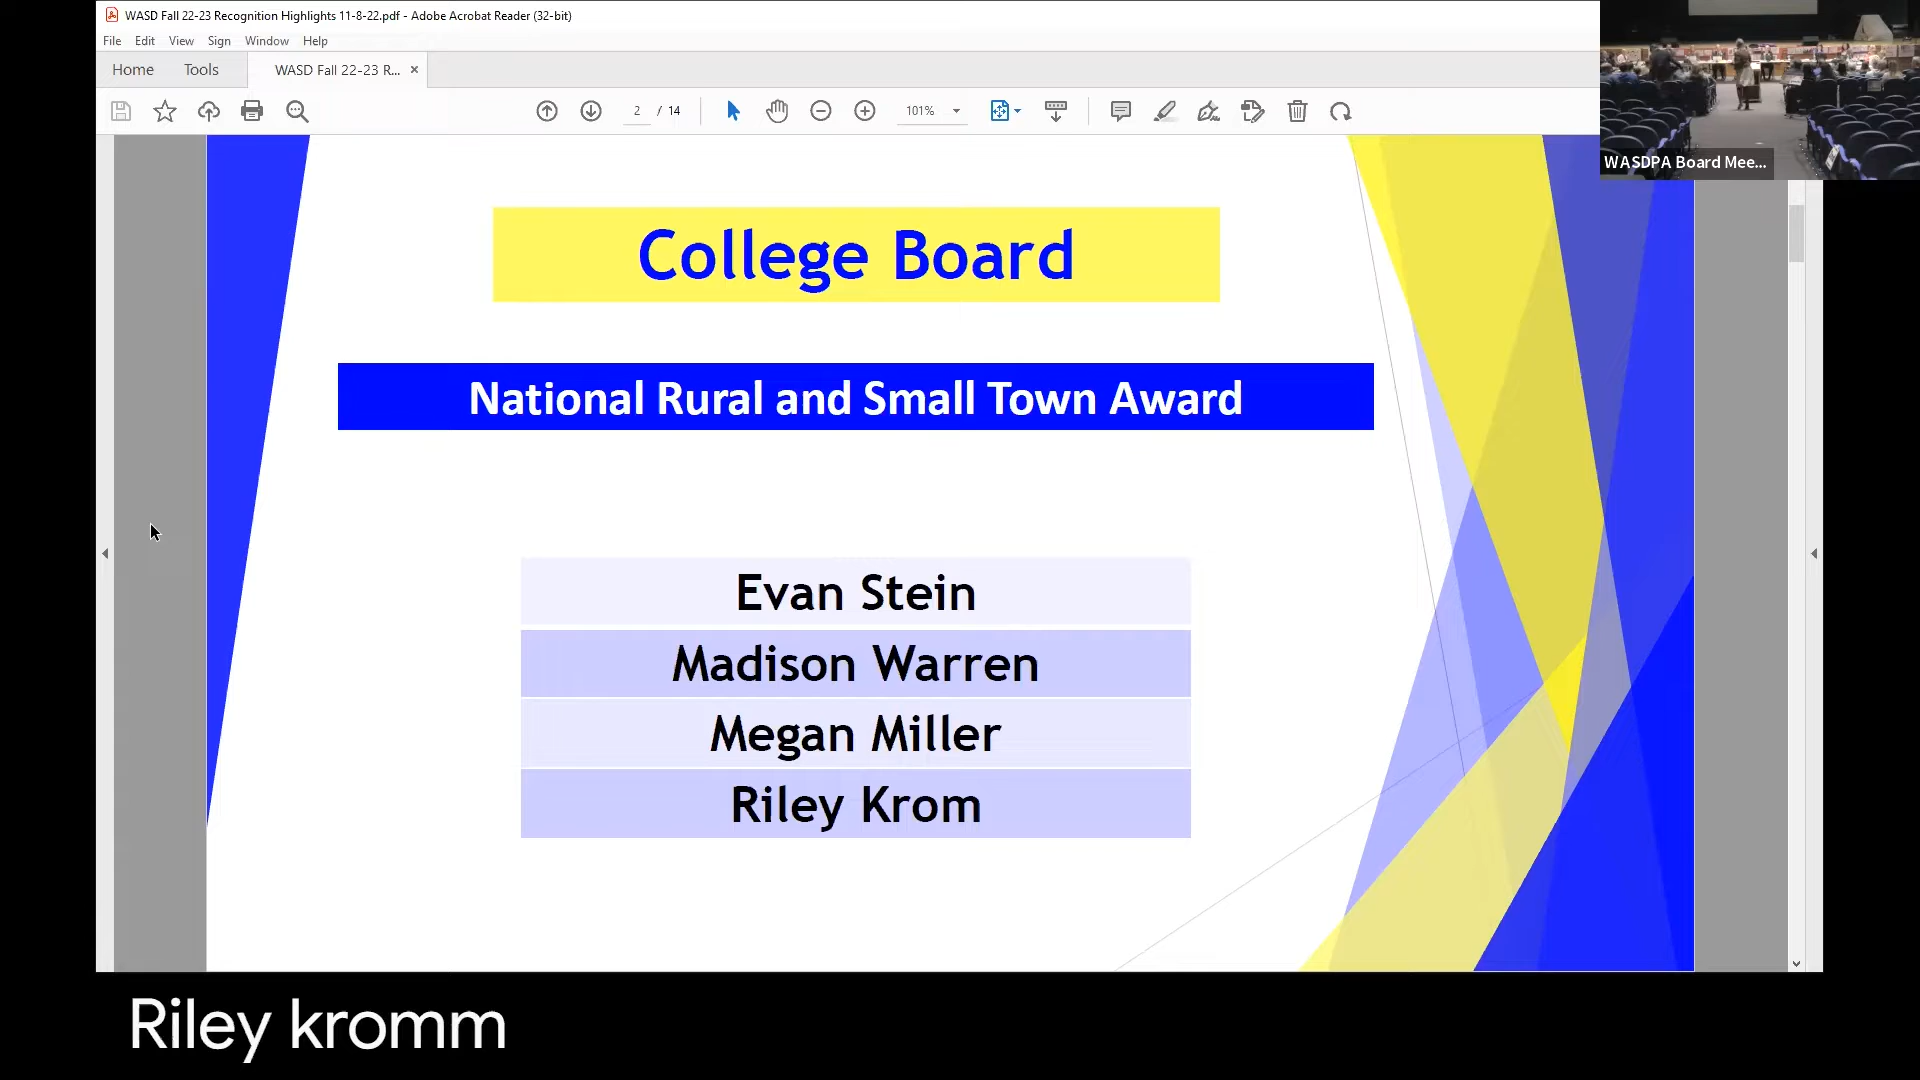 WASD Fall 22-23 Recognition Highlights 11-8-22.pdf - Adobe Acrobat Reader (32-bit)
File Edit View Sign Window Help
Home Tools WASD Fall 22-23 R... ×
2 / 14 101%
WASDPA Board Mee...
College Board
National Rural and Small Town Award
Evan Stein
Madison Warren
Megan Miller
Riley Krom
Riley kromm